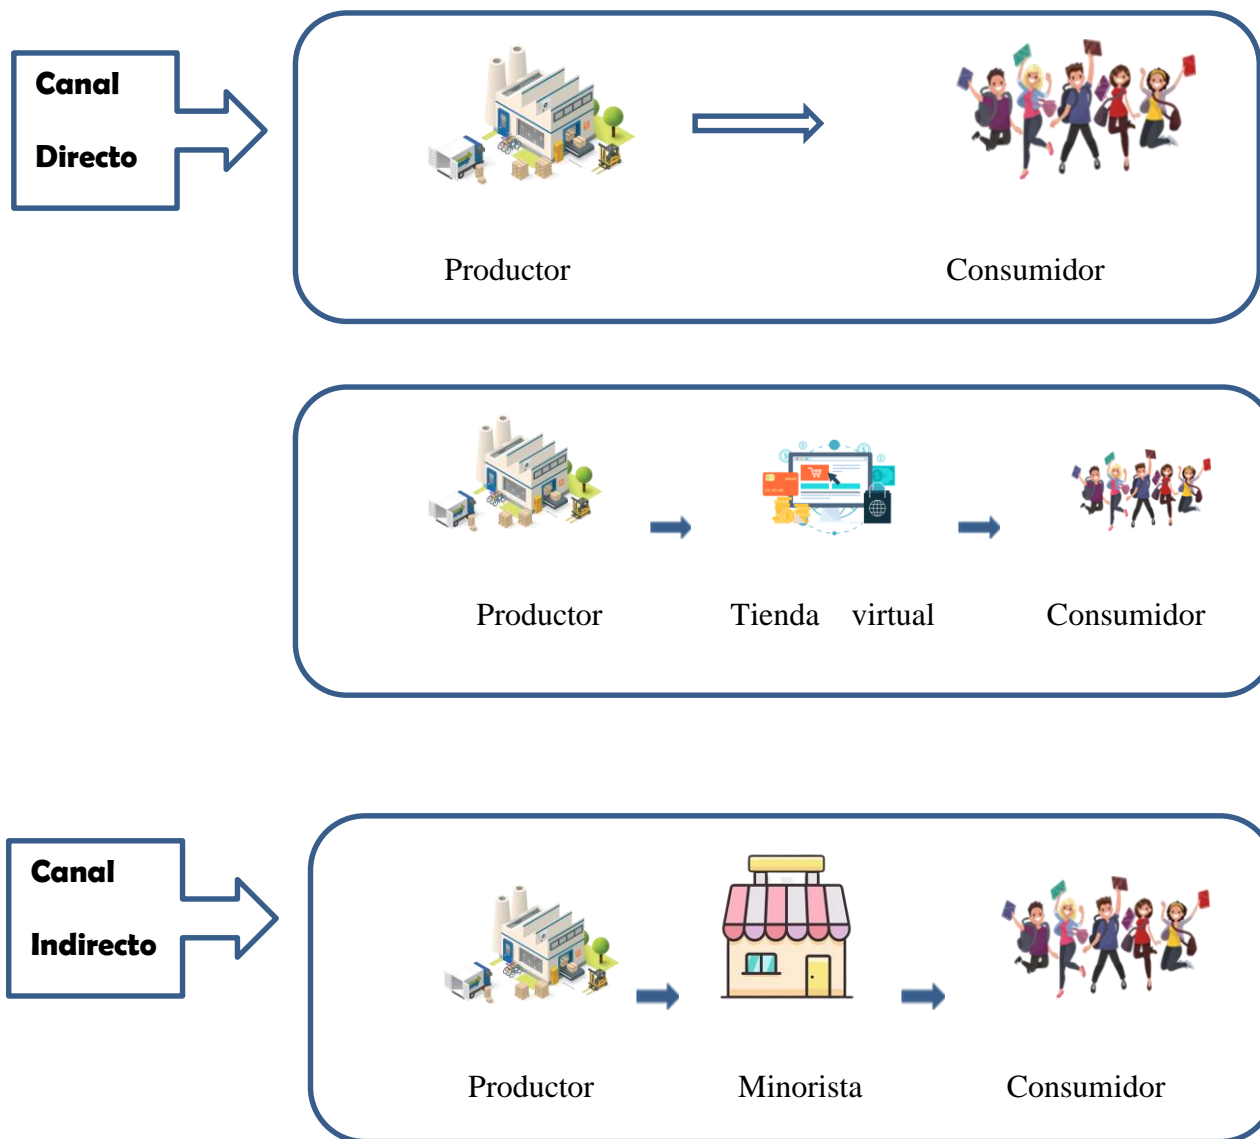 Canal
Directo
Productor Consumidor
Productor Tienda virtual Consumidor
Canal
Indirecto
Productor Minorista Consumidor